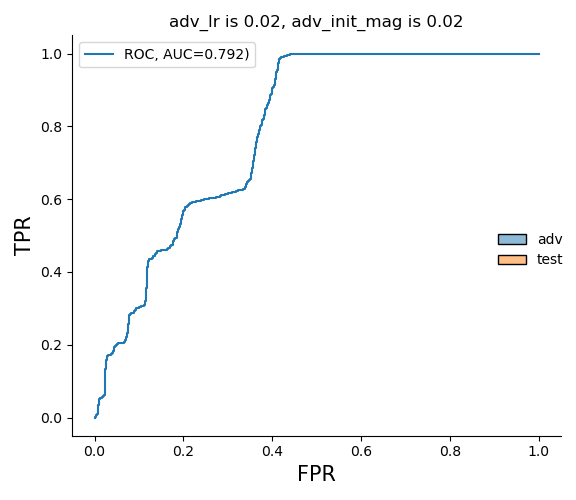 adv_lr is 0.02, adv_init_mag is 0.02
ROC, AUC=0.792)
1.0
0.8
0.6
0.4
0.2
0.0
TPR
adv
test
0.0 0.2 0.4 0.6 0.8 1.0
FPR